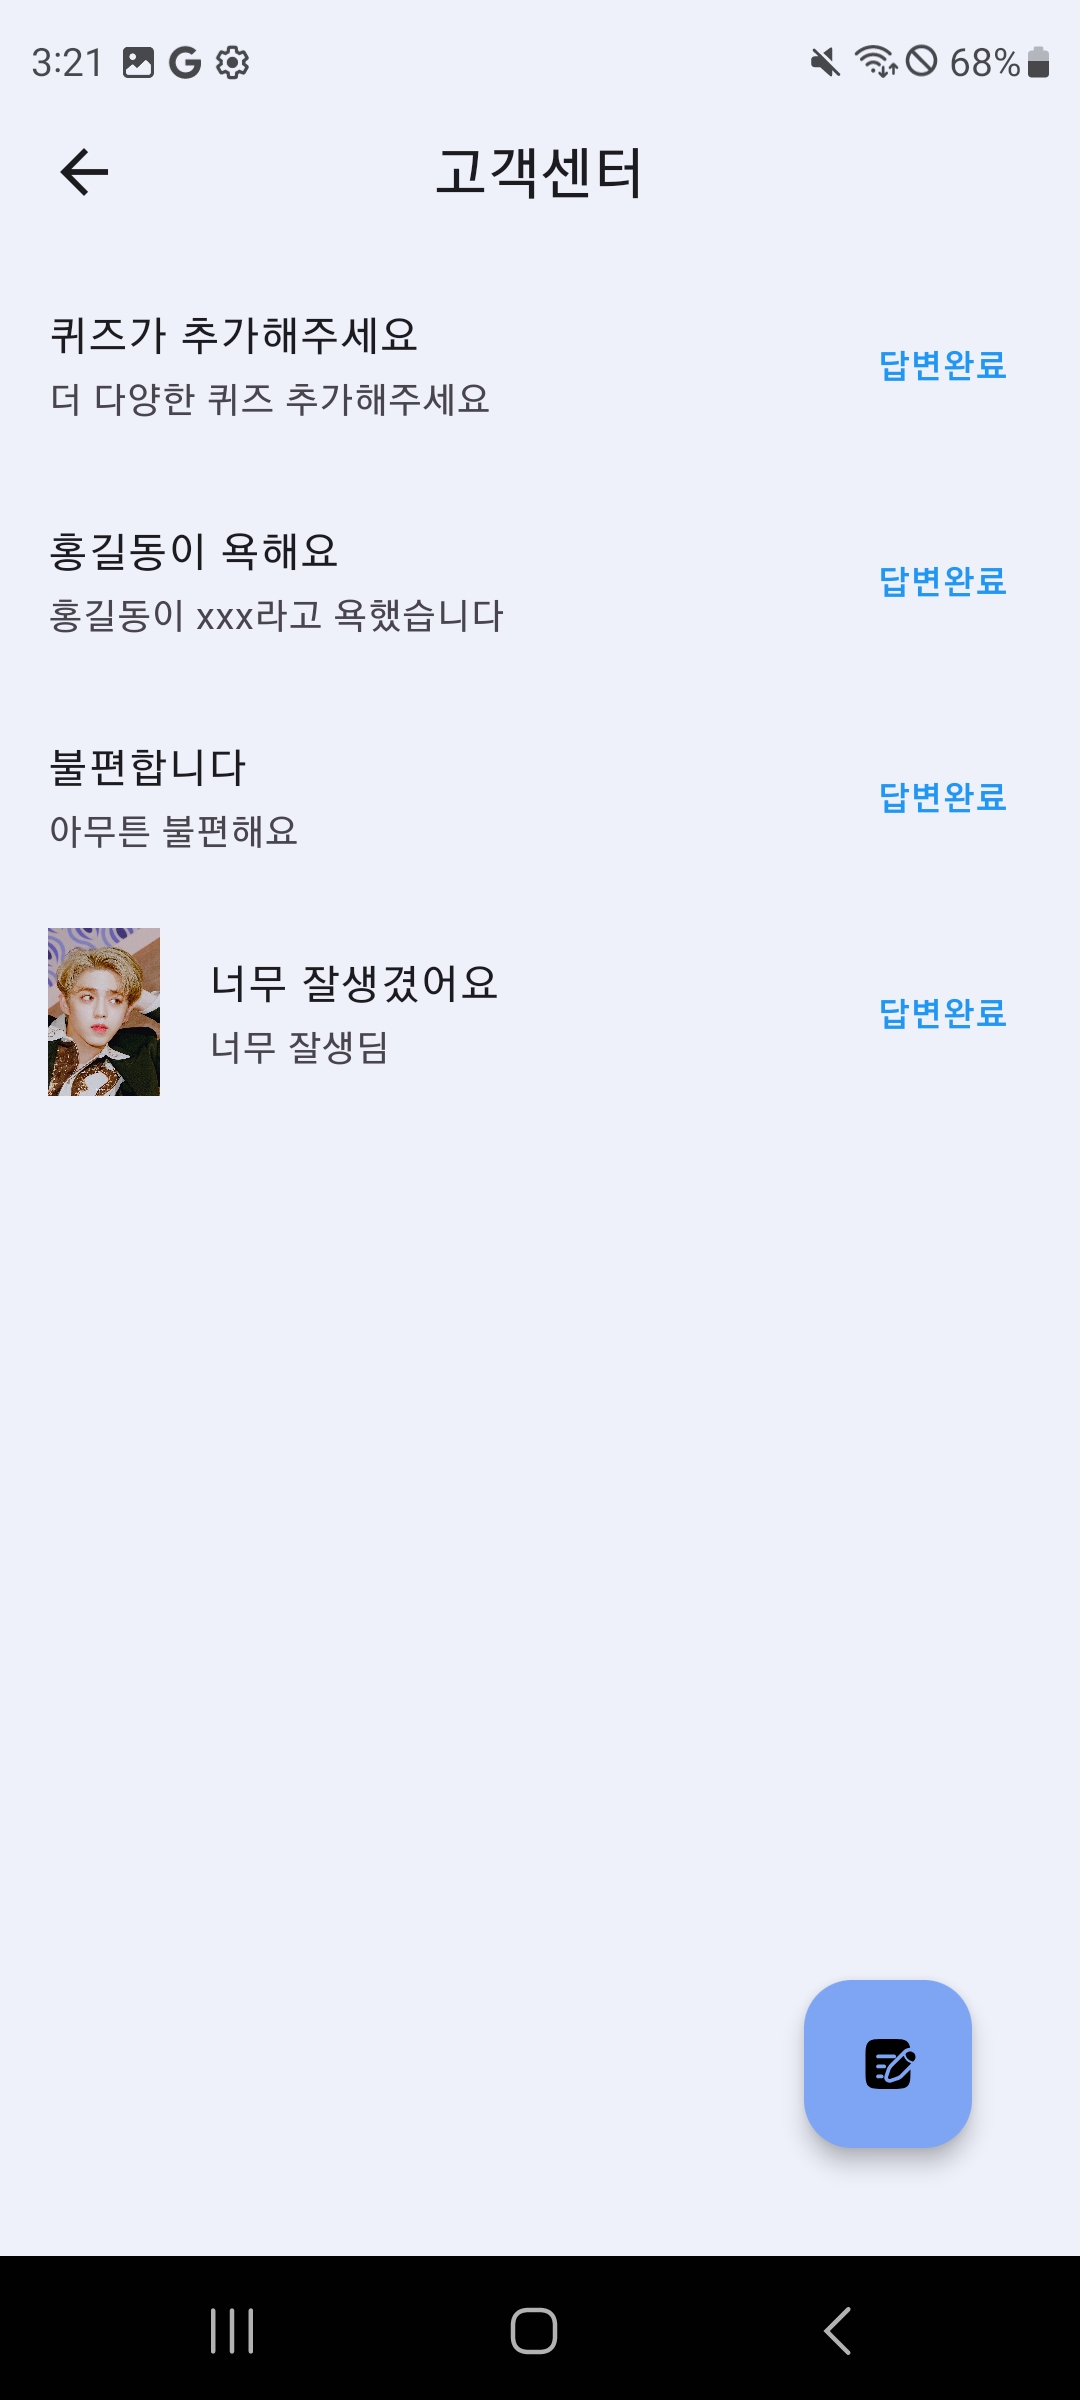 3:21
68%
고객센터
퀴즈가 추가해주세요
더 다양한 퀴즈 추가해주세요
답변완료
홍길동이 욕해요
홍길동이 xxx라고 욕했습니다
답변완료
불편합니다
아무튼 불편해요
답변완료
너무 잘생겼어요
너무 잘생딤
답변완료